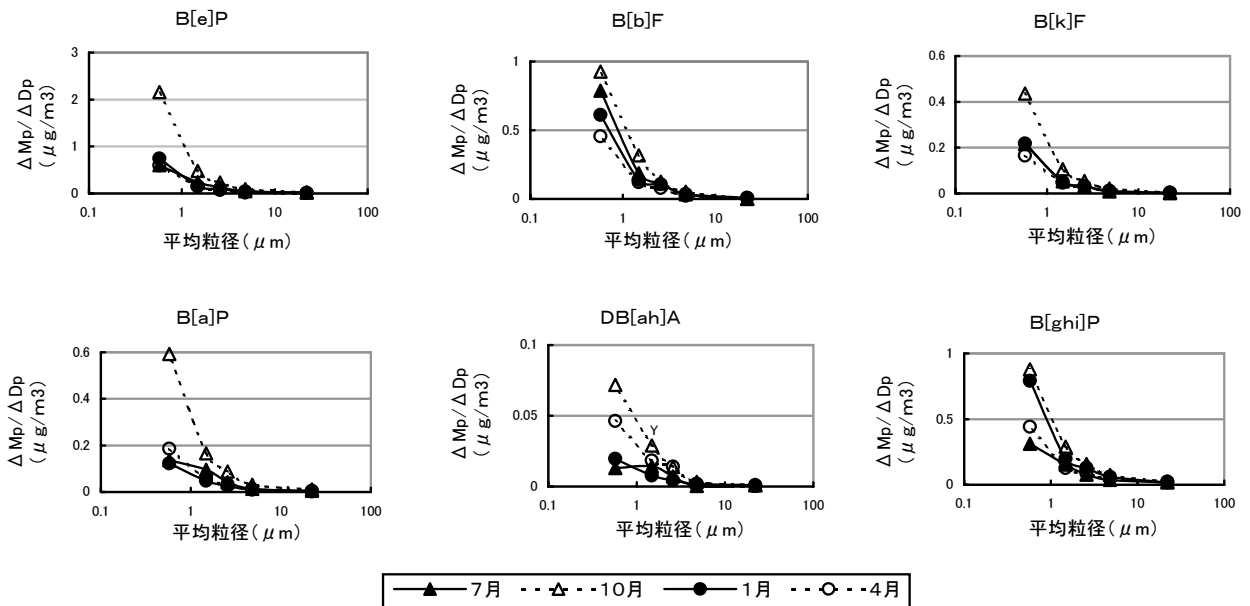 B[e]P
3
2
1
0
0.1 1 10 100
ΔMp/ΔDp
(μg/m3)
平均粒径(μm)
B[b]F
1
0.5
0
0.1 1 10 100
ΔMp/ΔDp
(μg/m3)
平均粒径(μm)
B[k]F
0.6
0.4
0.2
0
0.1 1 10 100
ΔMp/ΔDp
(μg/m3)
平均粒径(μm)
B[a]P
0.6
0.4
0.2
0
0.1 1 10 100
ΔMp/ΔDp
(μg/m3)
平均粒径(μm)
DB[ah]A
0.1
0.05
0
Y
0.1 1 10 100
ΔMp/ΔDp
(μg/m3)
平均粒径(μm)
B[ghi]P
1
0.5
0
0.1 1 10 100
ΔMp/ΔDp
(μg/m3)
平均粒径(μm)
7月 10月 1月 4月